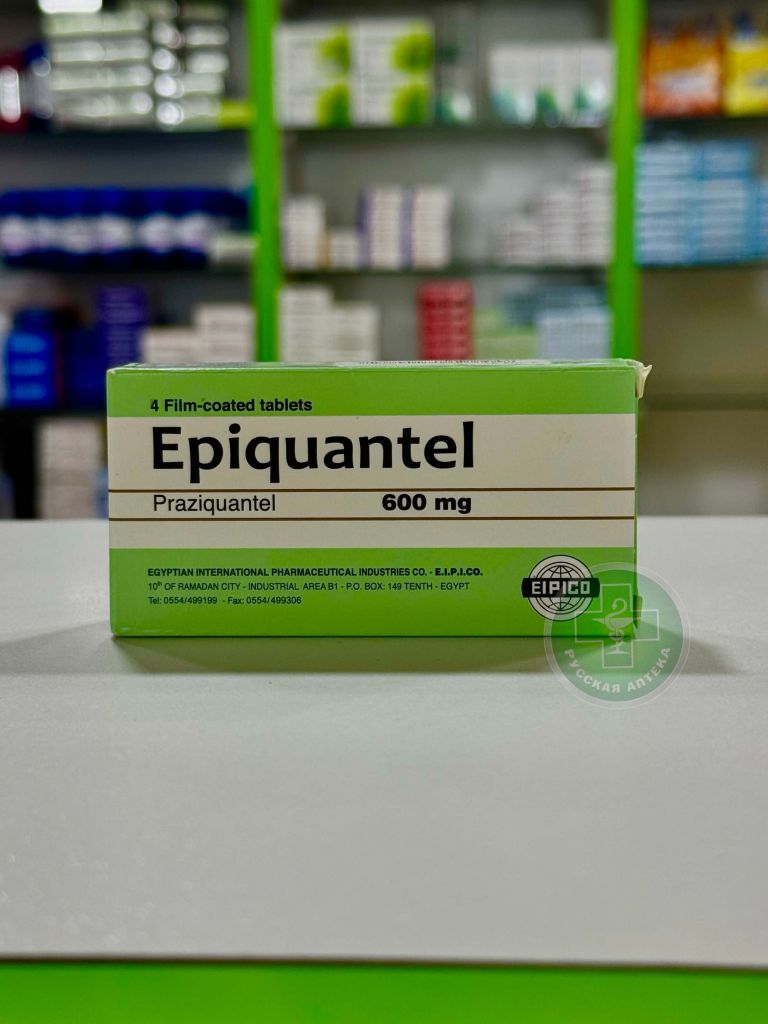 4 Film-coated tablets
Epiquantel
Praziquantel 600 mg
EGYPTIAN INTERNATIONAL PHARMACEUTICAL INDUSTRIES CO. - E.I.P.I.CO.
10th OF RAMADAN CITY - INDUSTRIAL AREA B1 - P.O. BOX: 149 TENTH - EGYPT
Tel: 0554/499199 - Fax: 0554/499306
EIPICO
РУССКАЯ АПТЕКА